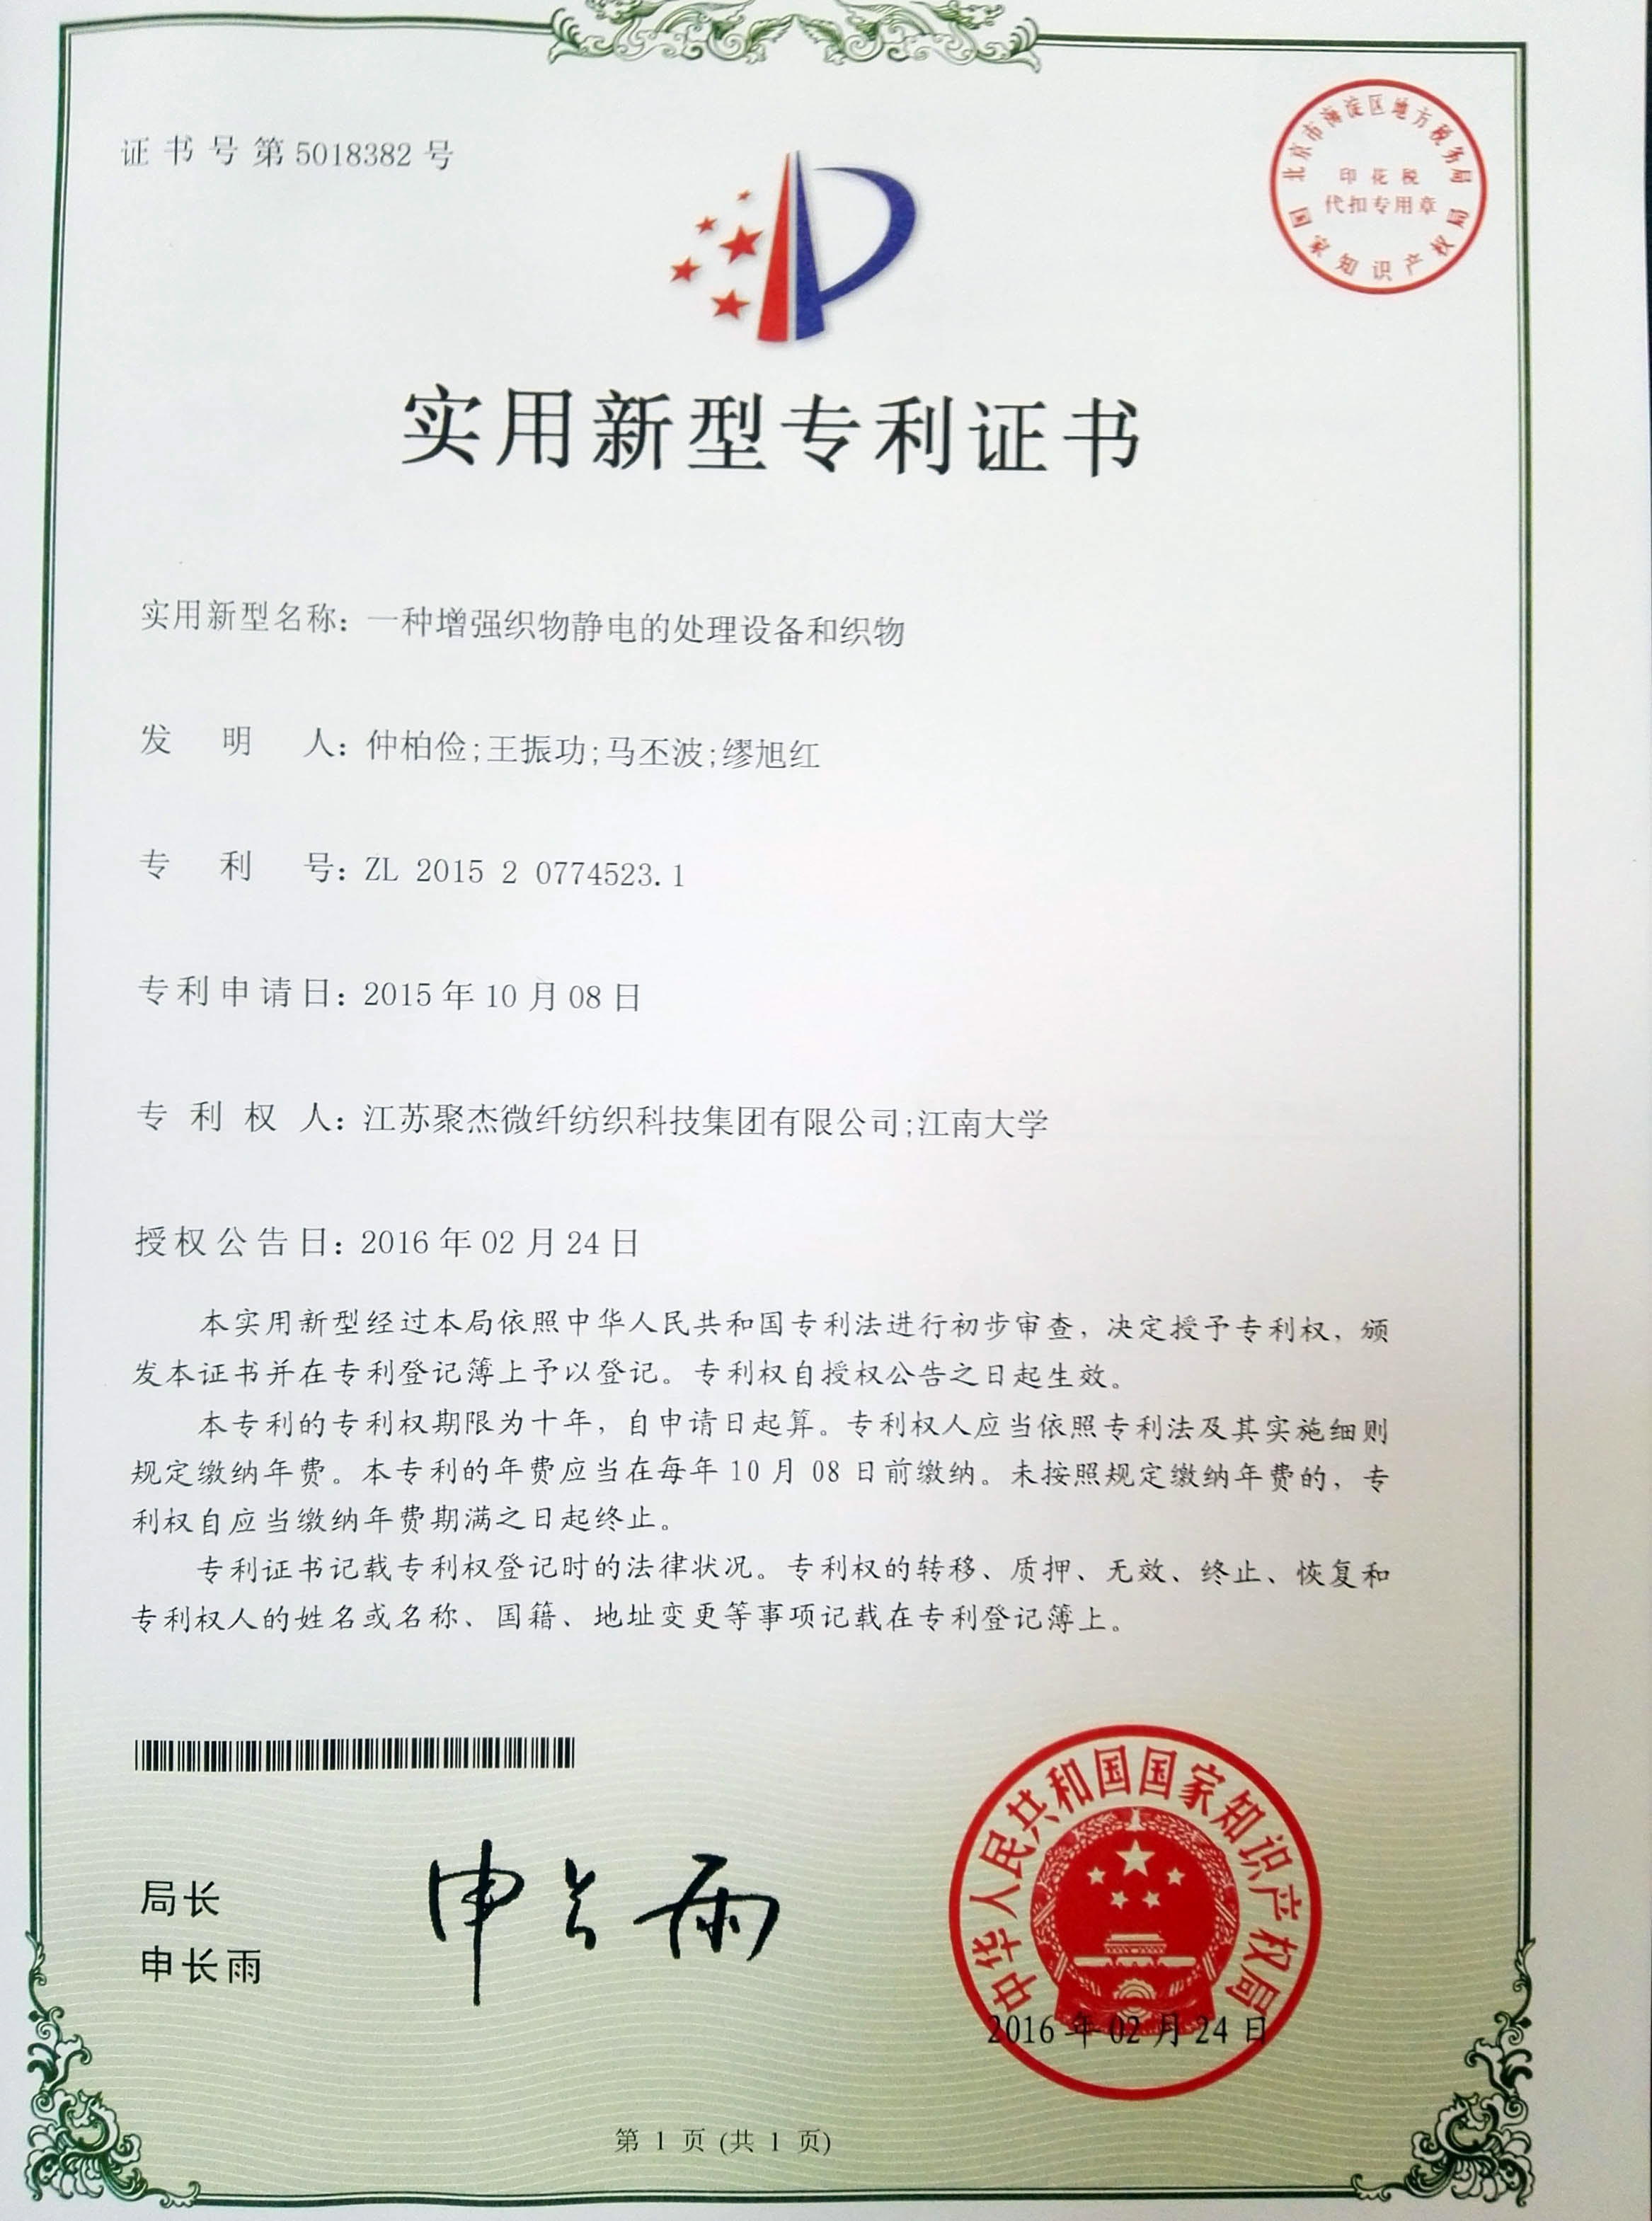 证书号第5018382号
北京市海淀区地方税务局
印花税
代扣专用章
国家知识产权局
实用新型专利证书
实用新型名称：一种增强织物静电的处理设备和织物
发明人：仲柏俭;王振功;马丕波;缪旭红
专利号：ZL 2015 2 0774523.1
专利申请日：2015年10月08日
专利权人：江苏聚杰微纤纺织科技集团有限公司;江南大学
授权公告日：2016年02月24日
本实用新型经过本局依照中华人民共和国专利法进行初步审查，决定授予专利权，颁
发本证书并在专利登记簿上予以登记。专利权自授权公告之日起生效。
本专利的专利权期限为十年，自申请日起算。专利权人应当依照专利法及其实施细则
规定缴纳年费。本专利的年费应当在每年10月08日前缴纳。未按照规定缴纳年费的，专
利权自应当缴纳年费期满之日起终止。
专利证书记载专利权登记时的法律状况。专利权的转移、质押、无效、终止、恢复和
专利权人的姓名或名称、国籍、地址变更等事项记载在专利登记簿上。
局长
申长雨
申长雨
中华人民共和国国家知识产权局
2016年02月24日
第 1 页 (共 1 页)